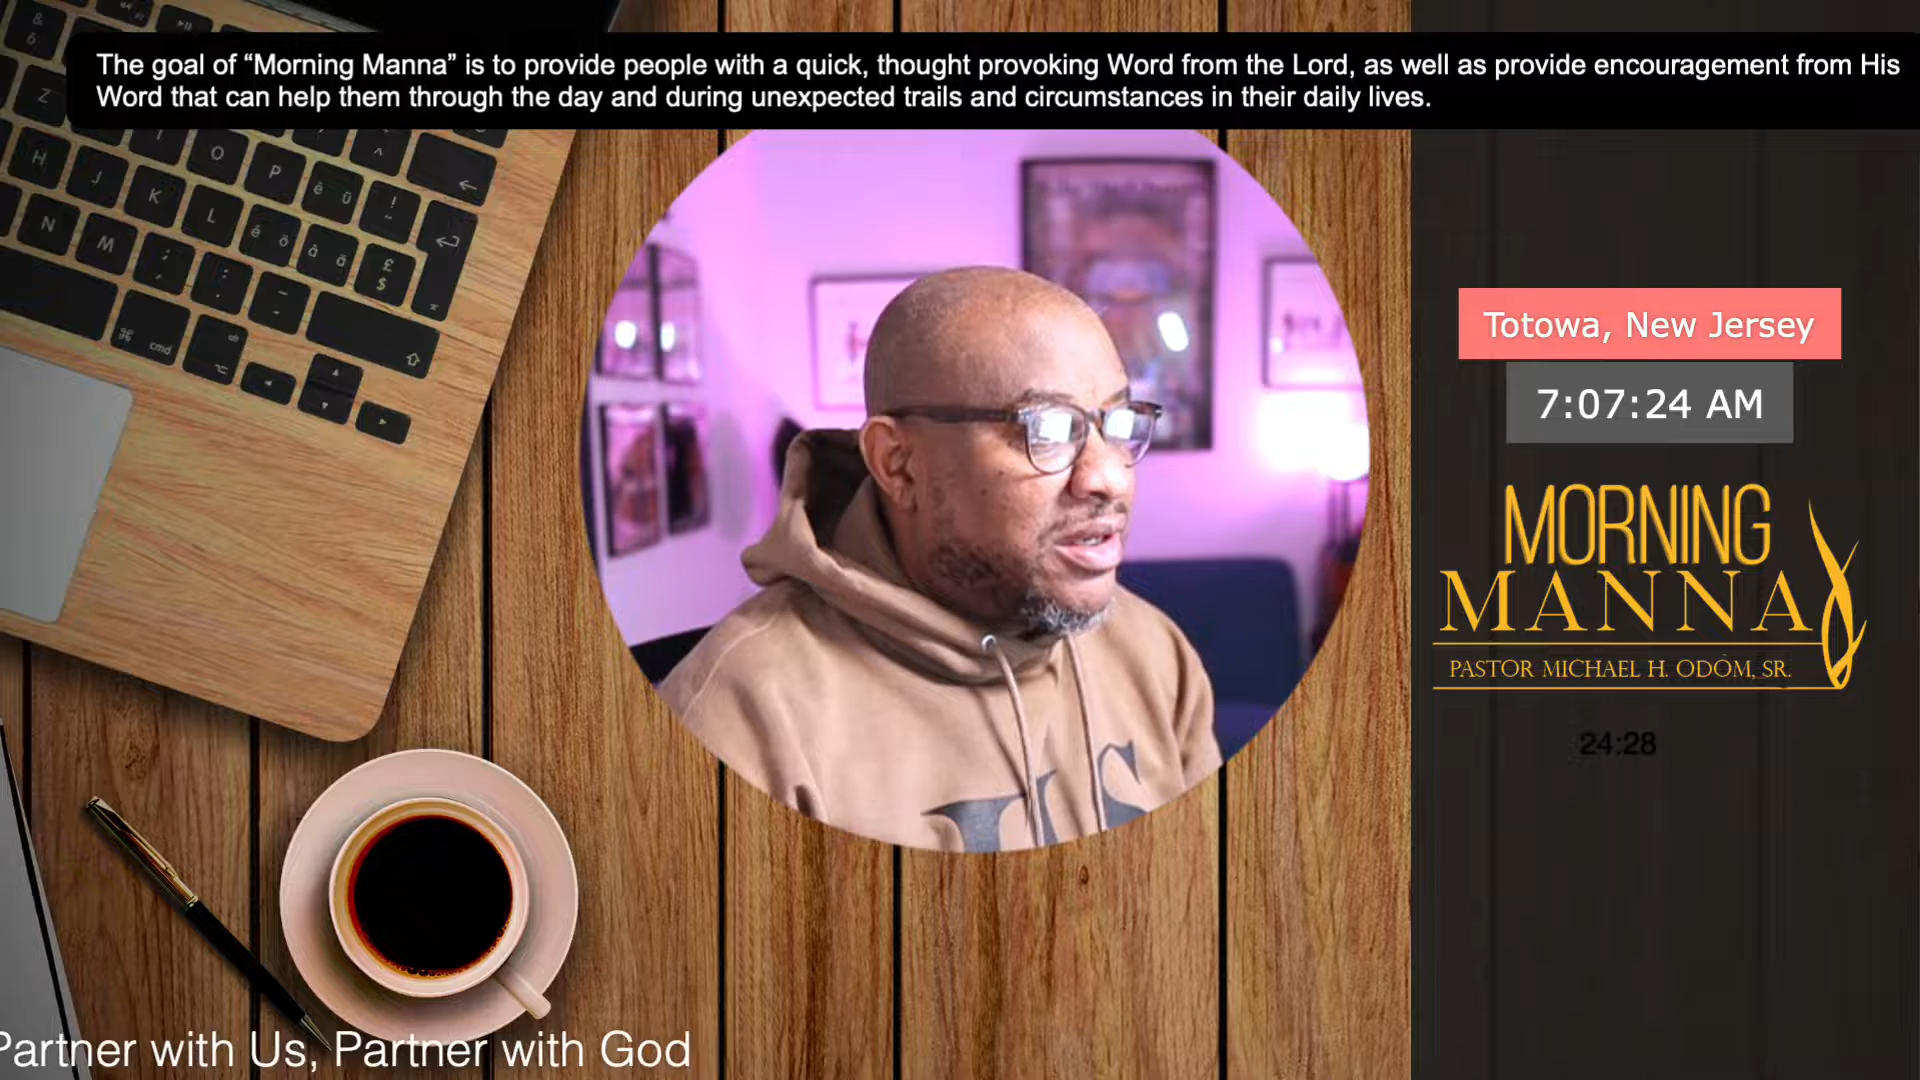 The goal of “Morning Manna” is to provide people with a quick, thought provoking Word from the Lord, as well as provide encouragement from His
Word that can help them through the day and during unexpected trails and circumstances in their daily lives.
Totowa, New Jersey
7:07:24 AM
MORNING
MANNA
PASTOR MICHAEL H. ODOM, SR.
24:28
& 6
Z
H J K L é ö à ä £ $
I O P è ü ! ^
N M ; , : . - _
cmd
Partner with Us, Partner with God